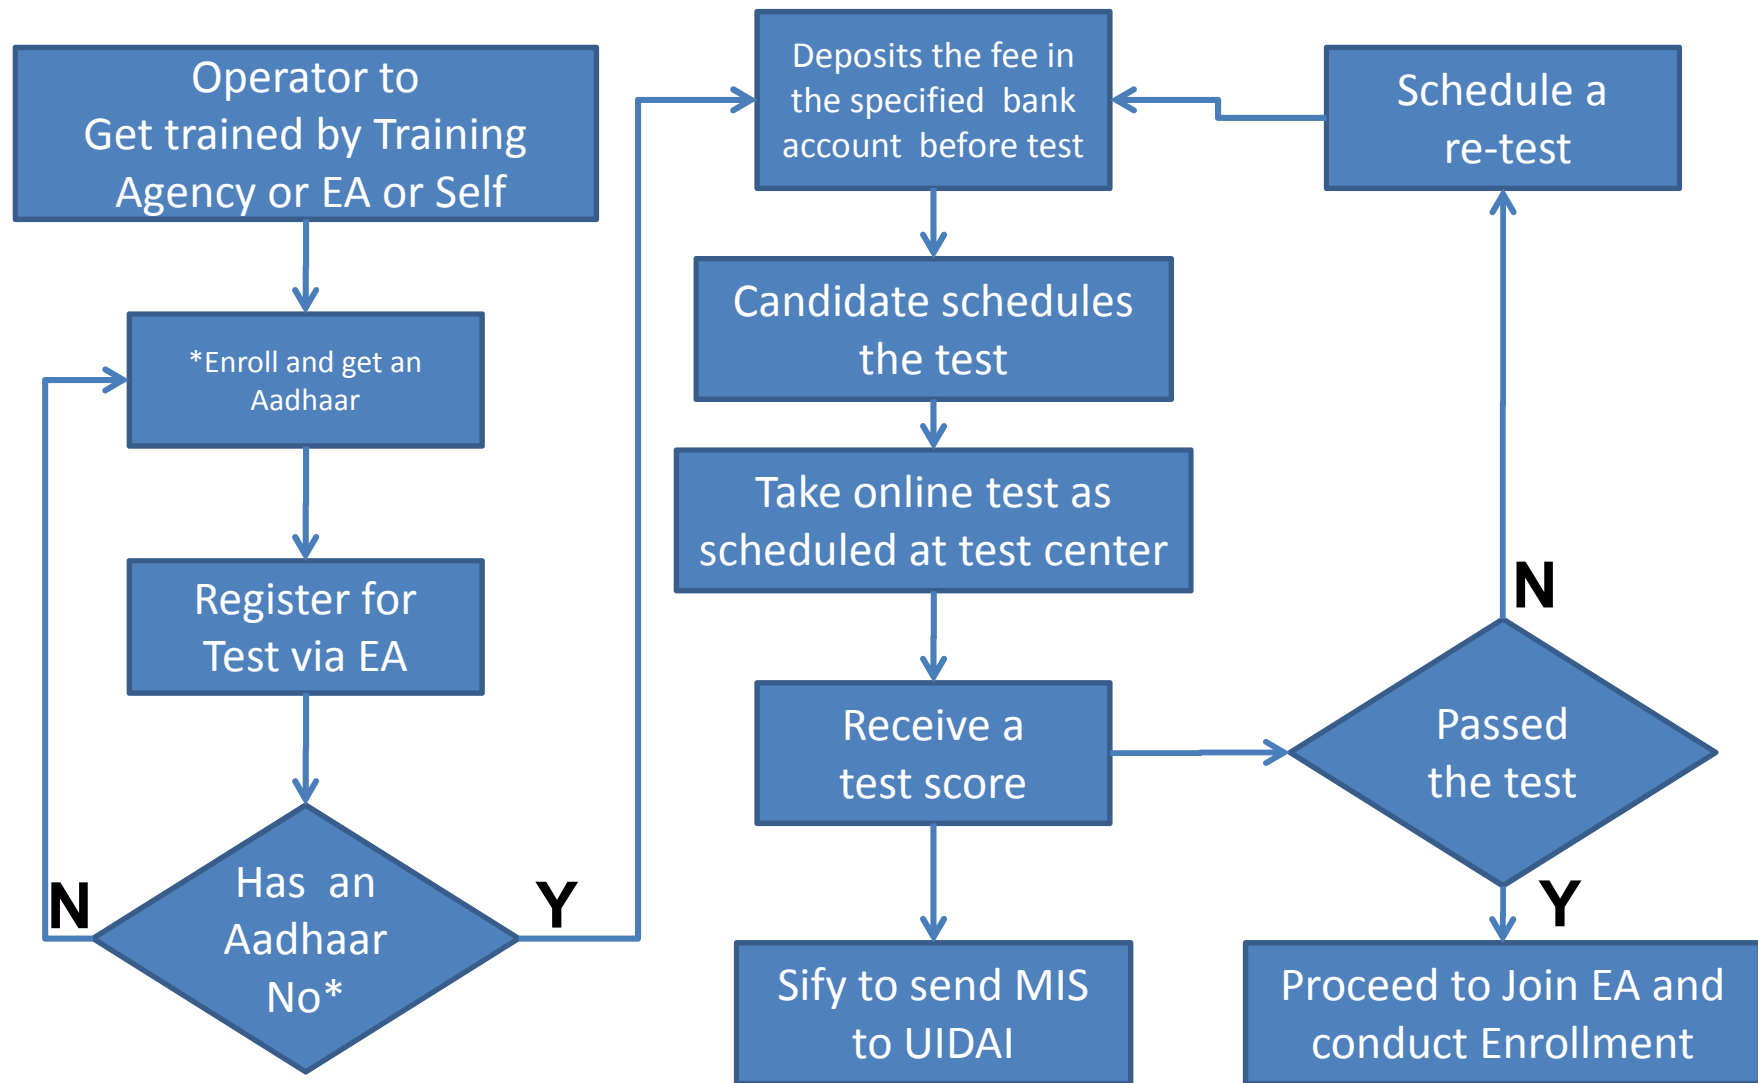 Operator to
Get trained by Training
Agency or EA or Self
*Enroll and get an
Aadhaar
Register for
Test via EA
Has an
Aadhaar
No*
N
Y
Deposits the fee in
the specified bank
account before test
Candidate schedules
the test
Take online test as
scheduled at test center
Receive a
test score
Sify to send MIS
to UIDAI
Schedule a
re-test
N
Passed
the test
Y
Proceed to Join EA and
conduct Enrollment